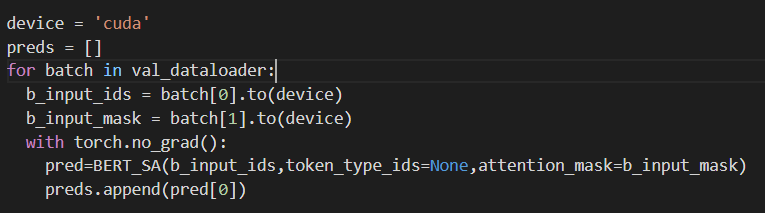 device = 'cuda'
preds = []
for batch in val_dataloader:
  b_input_ids = batch[0].to(device)
  b_input_mask = batch[1].to(device)
  with torch.no_grad():
    pred=BERT_SA(b_input_ids,token_type_ids=None,attention_mask=b_input_mask)
    preds.append(pred[0])